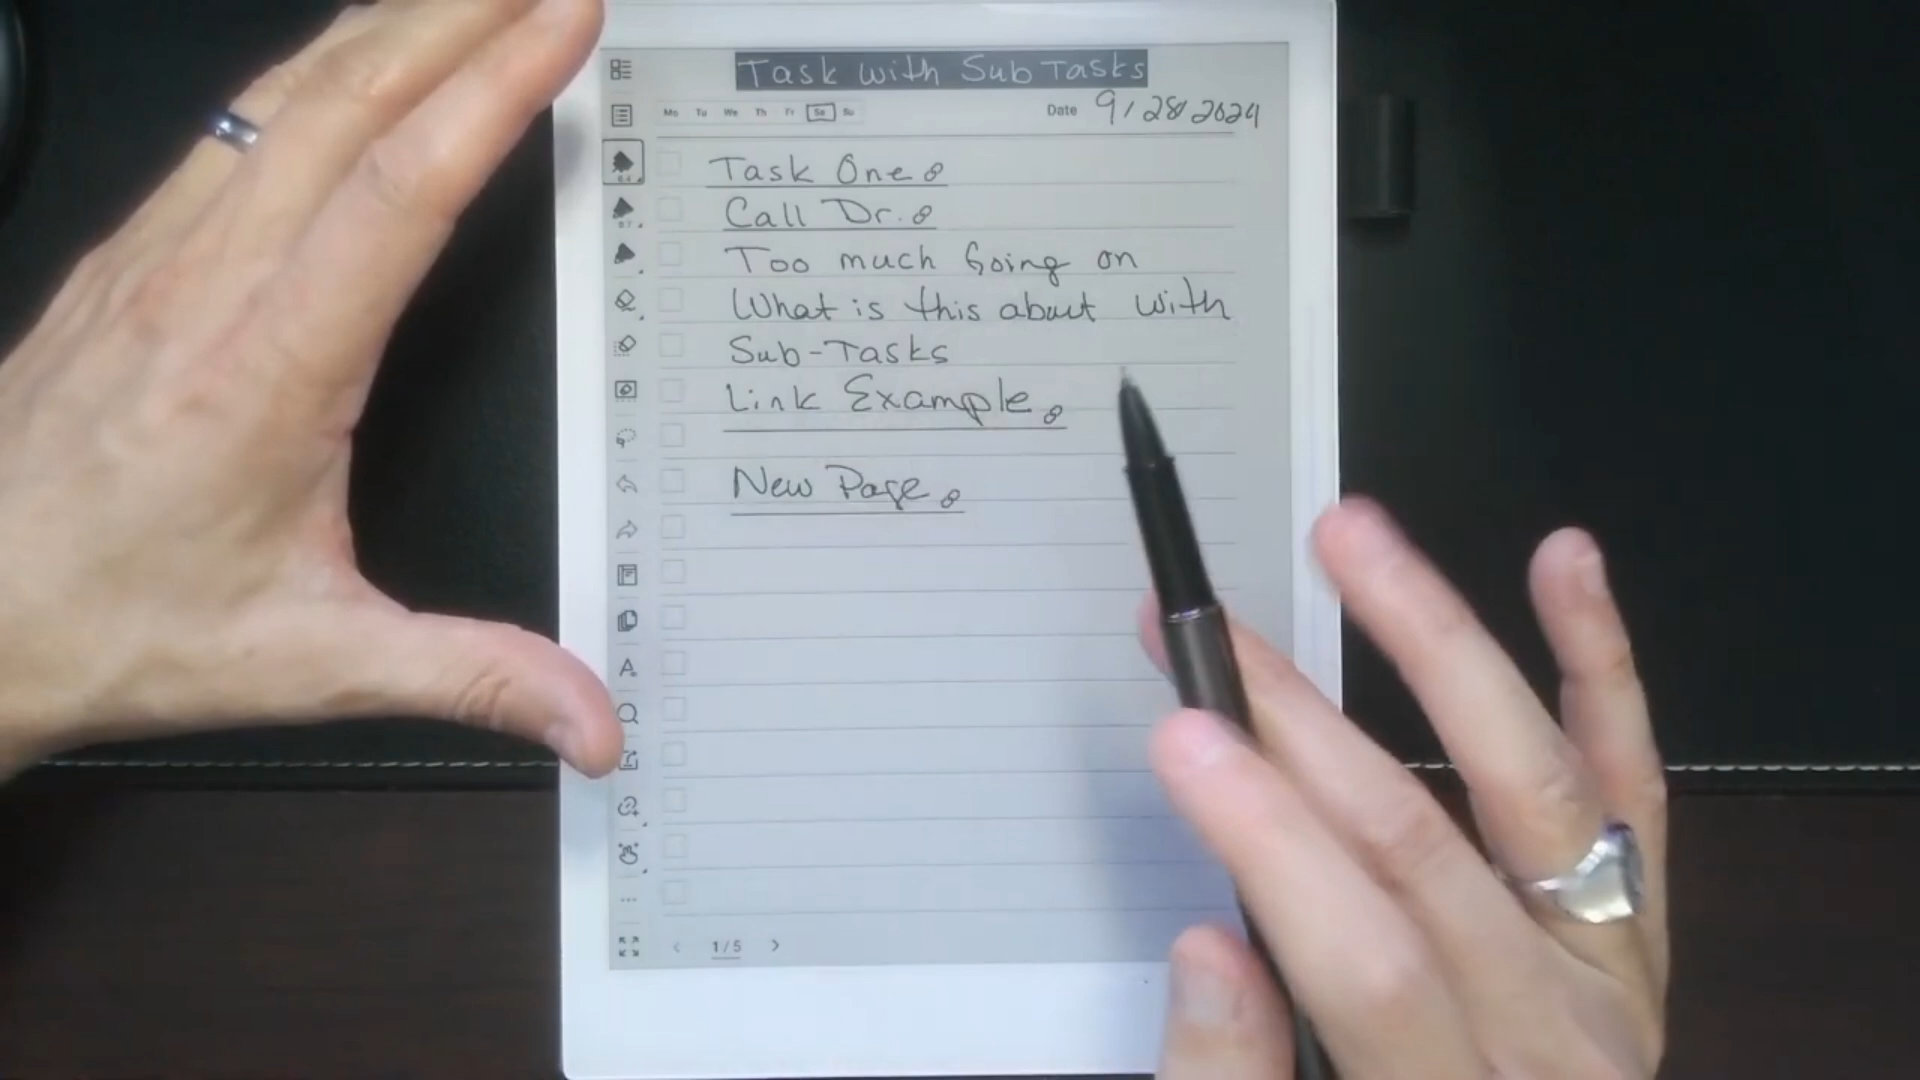 Task with Sub Tasks
Mo Tu We Th Fr Sa Su
Date 9/28/2024
Task One
Call Dr.
Too much Going on
What is this about with
Sub-Tasks
Link Example
New Page
< 1/5 >